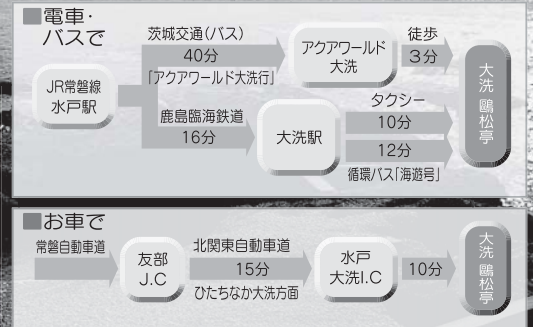 ■電車・
バスで
茨城交通(バス)
40分
「アクアワールド大洗行」
アクアワールド
大洗
徒歩
3分
JR常磐線
水戸駅
鹿島臨海鉄道
16分
大洗駅
タクシー
10分
12分
循環バス「海遊号」
大洗 鷗松亭
■お車で
常磐自動車道
友部
J.C
北関東自動車道
15分
ひたちなか大洗方面
水戸
大洗I.C
10分
大洗 鷗松亭